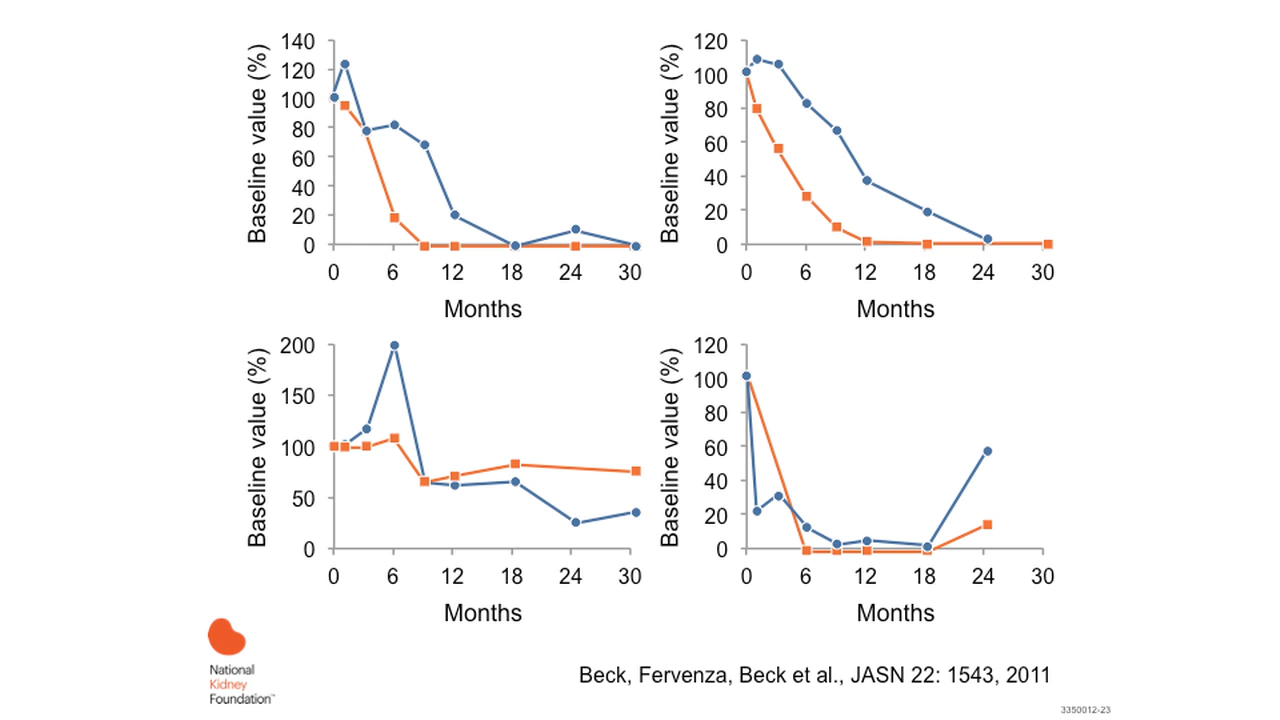 Baseline value (%)
140
120
100
80
60
40
20
0
0 6 12 18 24 30
Months
Baseline value (%)
120
100
80
60
40
20
0
0 6 12 18 24 30
Months
Baseline value (%)
200
150
100
50
0
0 6 12 18 24 30
Months
Baseline value (%)
120
100
80
60
40
20
0
0 6 12 18 24 30
Months
National
Kidney
Foundation™
Beck, Fervenza, Beck et al., JASN 22: 1543, 2011
3350012-23